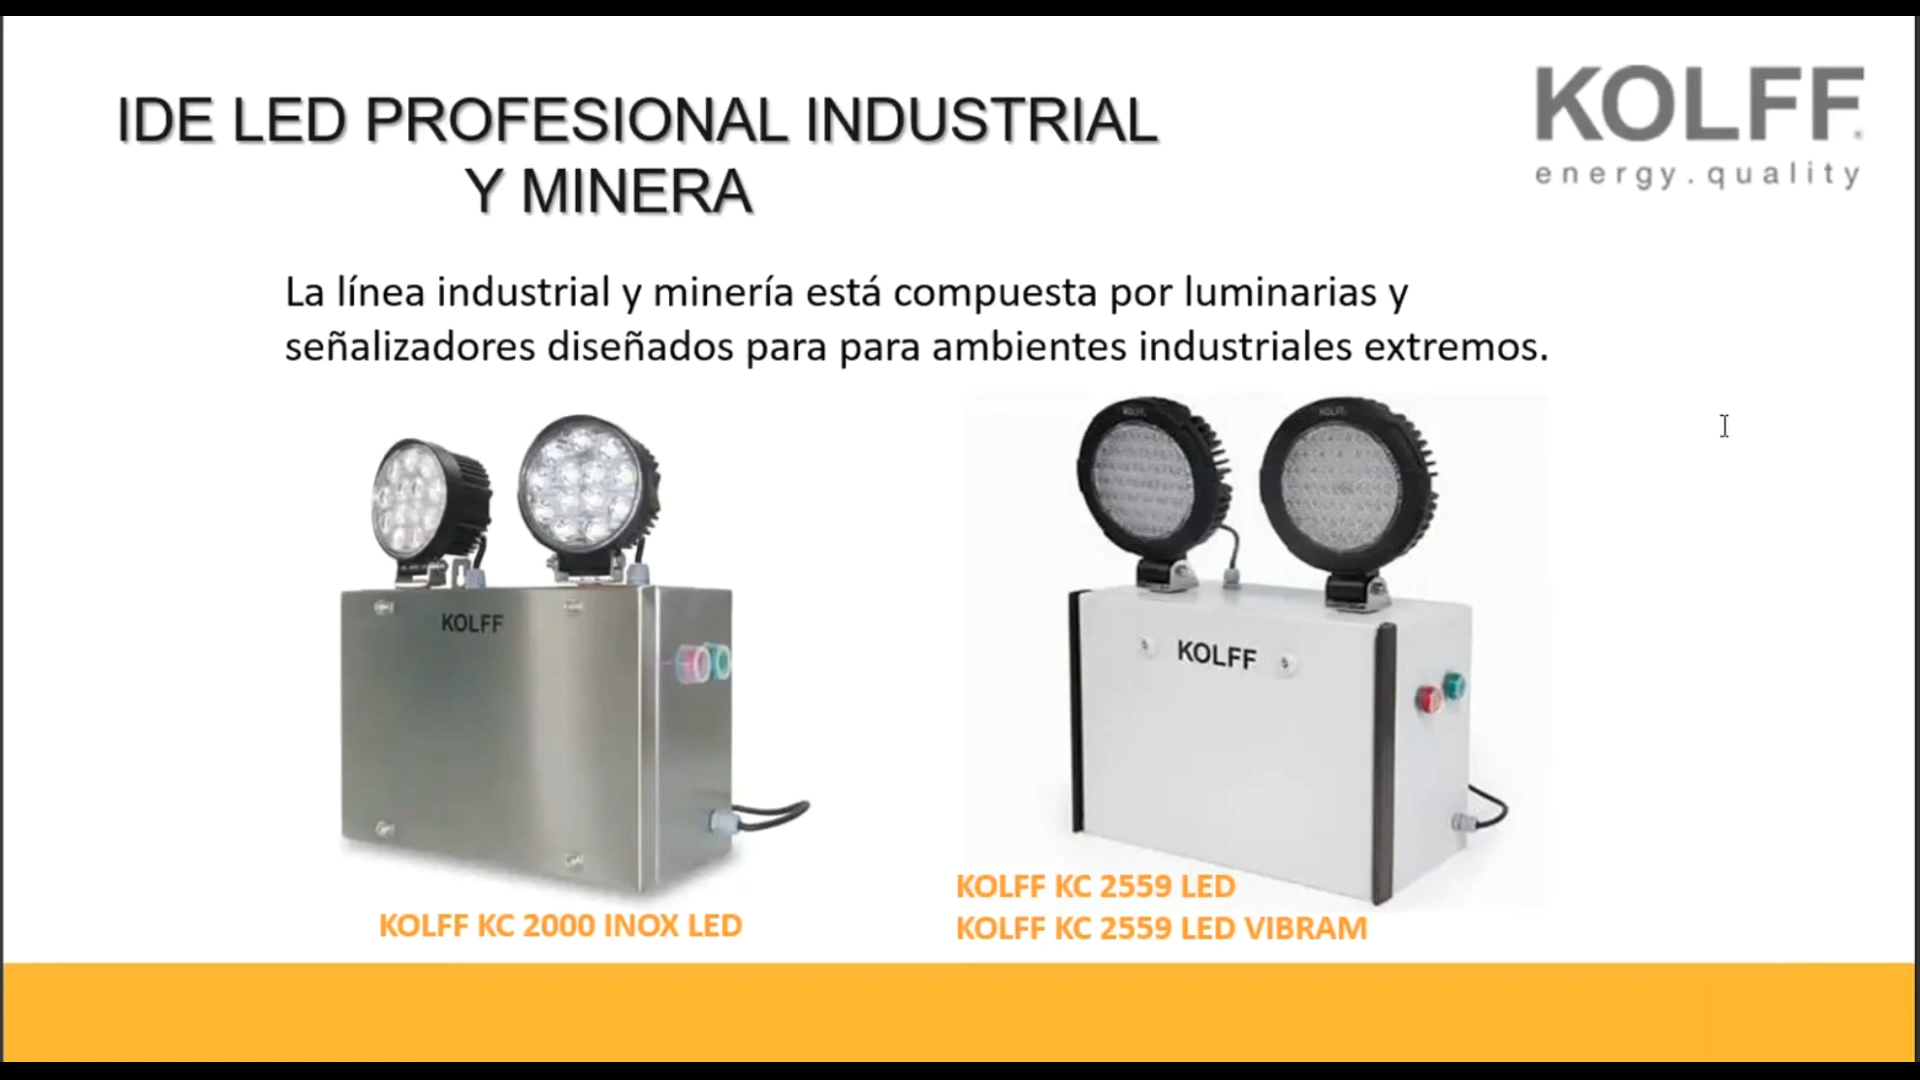 IDE LED PROFESIONAL INDUSTRIAL
Y MINERA
KOLFF
energy.quality
La línea industrial y minería está compuesta por luminarias y
señalizadores diseñados para para ambientes industriales extremos.
KOLFF
KOLFF
KOLFF
KOLFF
KOLFF KC 2000 INOX LED
KOLFF KC 2559 LED
KOLFF KC 2559 LED VIBRAM